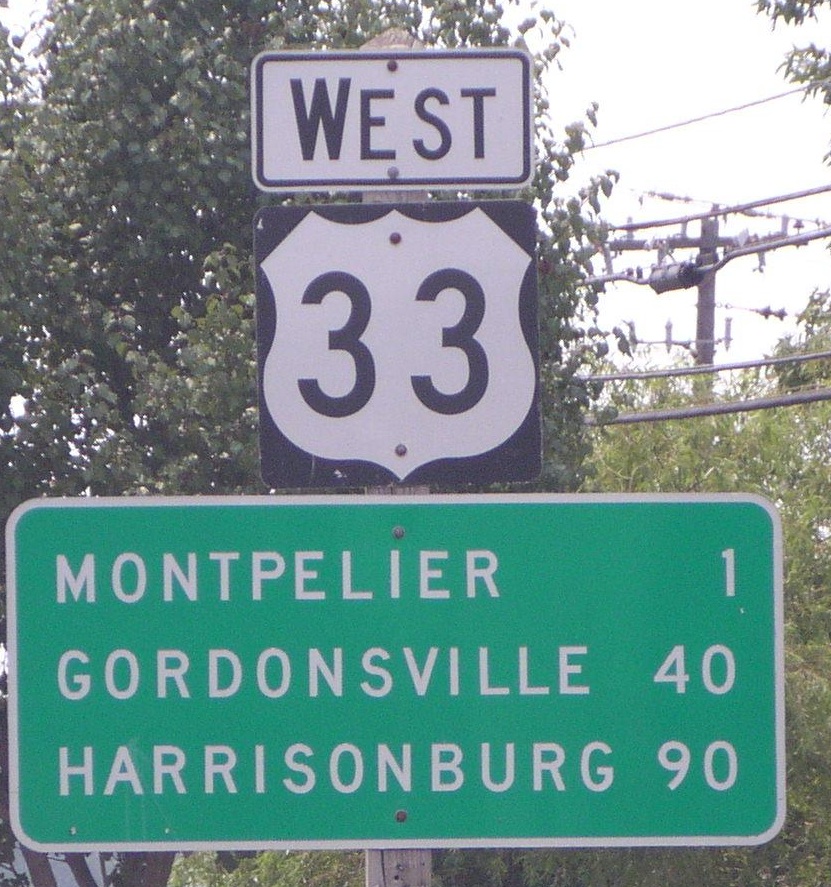 WEST
33
MONTPELIER 1
GORDONSVILLE 40
HARRISONBURG 90